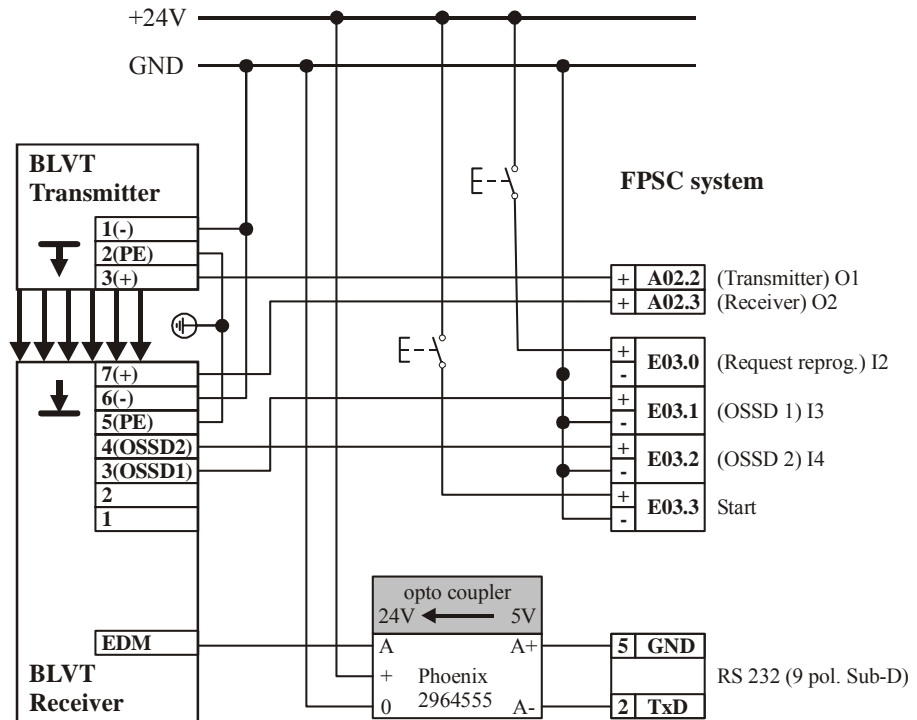 +24V
GND
BLVT
Transmitter
1(-)
2(PE)
3(+)
FPSC system
+ A02.2 (Transmitter) O1
+ A02.3 (Receiver) O2
7(+)
6(-)
5(PE)
4(OSSD2)
3(OSSD1)
2
1
+
- E03.0 (Request reprog.) I2
+
- E03.1 (OSSD 1) I3
+
- E03.2 (OSSD 2) I4
+
- E03.3 Start
EDM
BLVT
Receiver
opto coupler
24V 5V
A A+
+ Phoenix
2964555
0 A-
5 GND
RS 232 (9 pol. Sub-D)
2 TxD